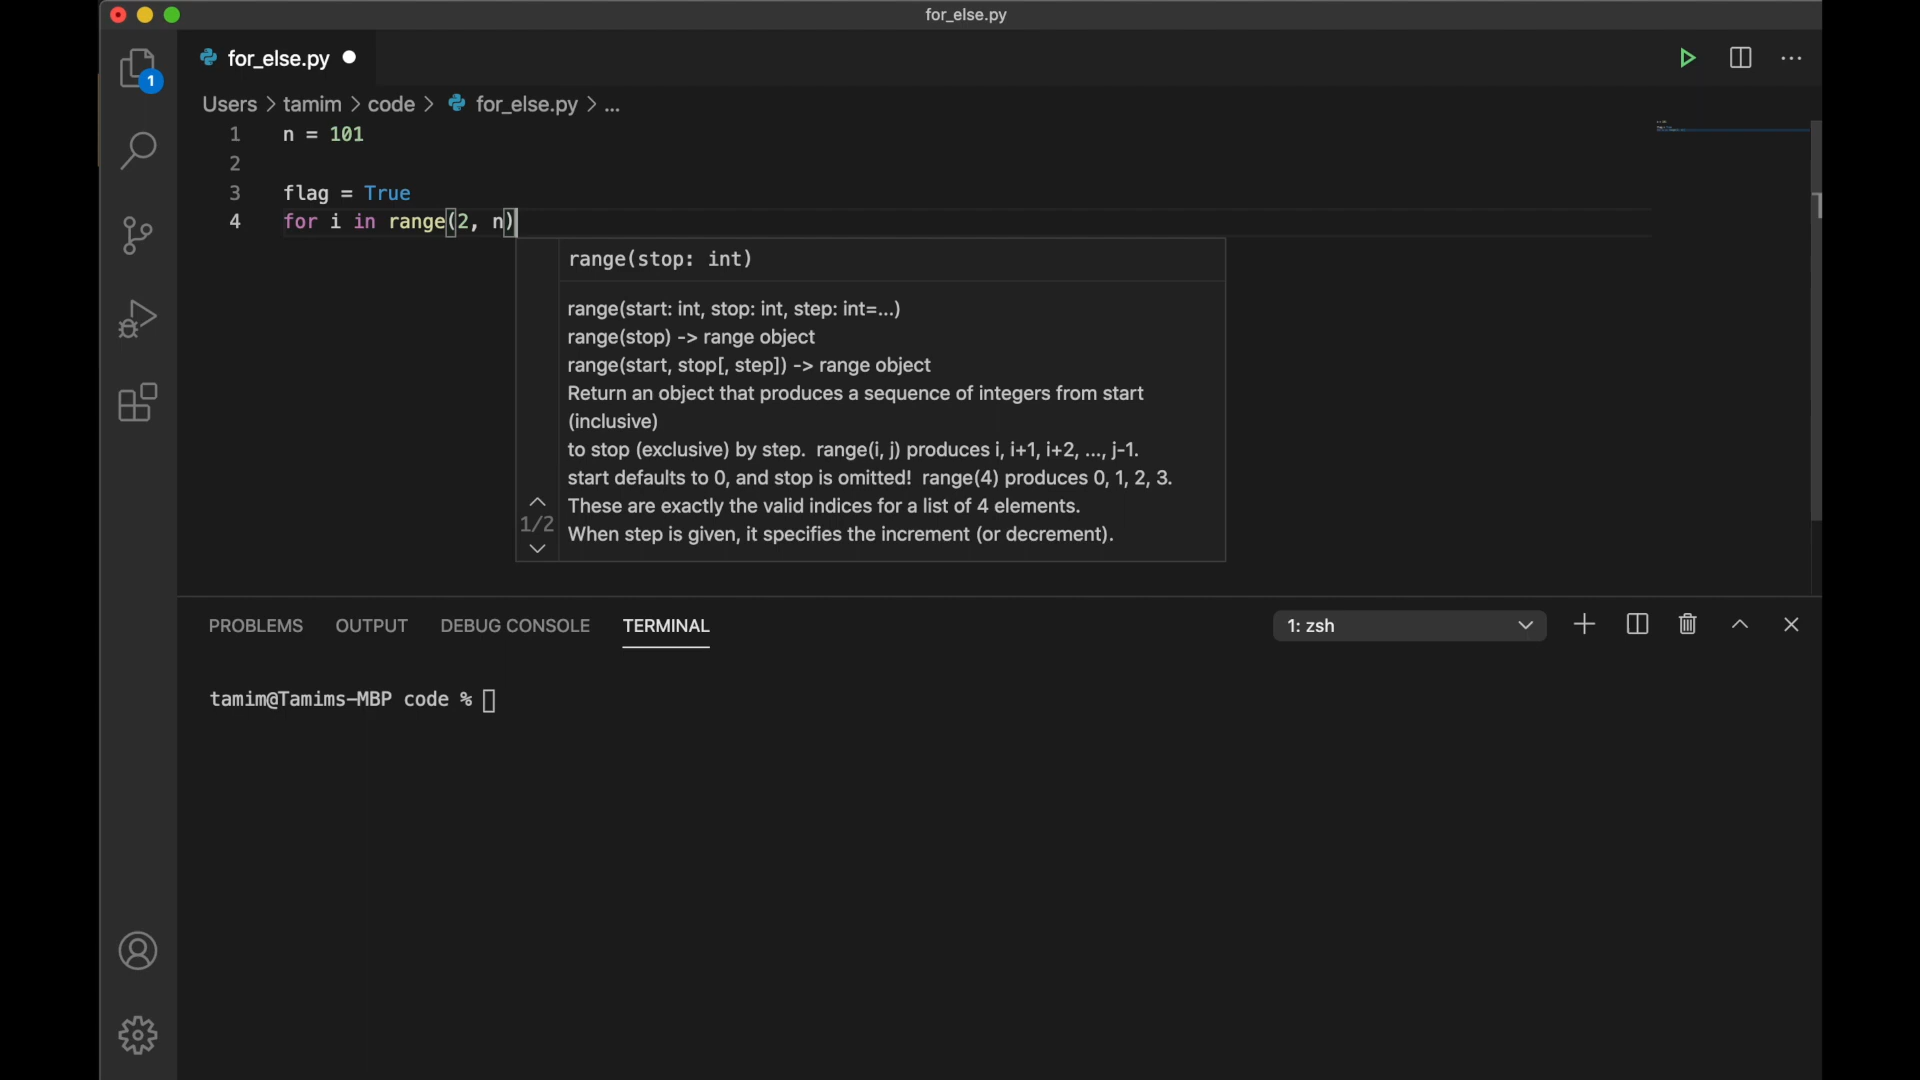 for_else.py
for_else.py
1
Users > tamim > code > for_else.py > ...
1 n = 101
2
3 flag = True
4 for i in range(2, n)
range(stop: int)
range(start: int, stop: int, step: int=...)
range(stop) -> range object
range(start, stop[, step]) -> range object
Return an object that produces a sequence of integers from start
(inclusive)
to stop (exclusive) by step. range(i, j) produces i, i+1, i+2, ..., j-1.
start defaults to 0, and stop is omitted! range(4) produces 0, 1, 2, 3.
These are exactly the valid indices for a list of 4 elements.
1/2
When step is given, it specifies the increment (or decrement).
PROBLEMS OUTPUT DEBUG CONSOLE TERMINAL 1: zsh
tamim@Tamims-MBP code %